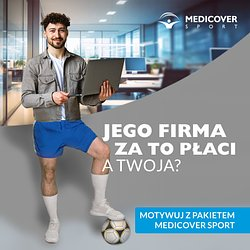 MEDICOVER
SPORT
JEGO FIRMA
ZA TO PŁACI
A TWOJA?
MOTYWUJ Z PAKIETEM
MEDICOVER SPORT